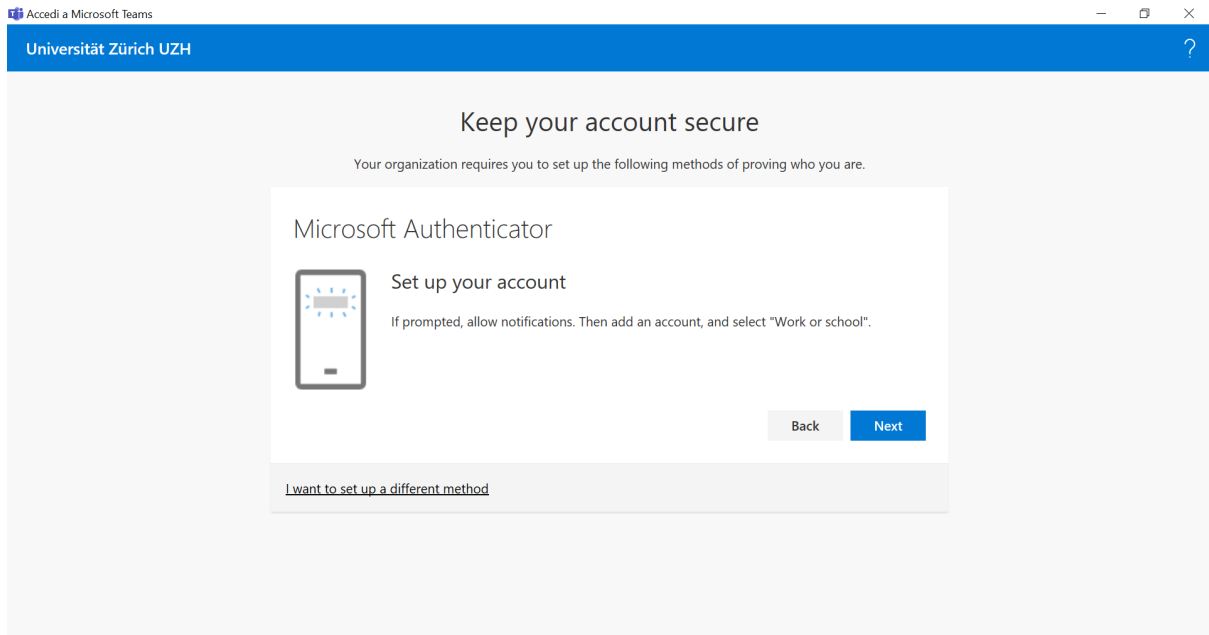 Accedi a Microsoft Teams
Universität Zürich UZH
?
Keep your account secure
Your organization requires you to set up the following methods of proving who you are.
Microsoft Authenticator
Set up your account
If prompted, allow notifications. Then add an account, and select "Work or school".
Back
Next
I want to set up a different method